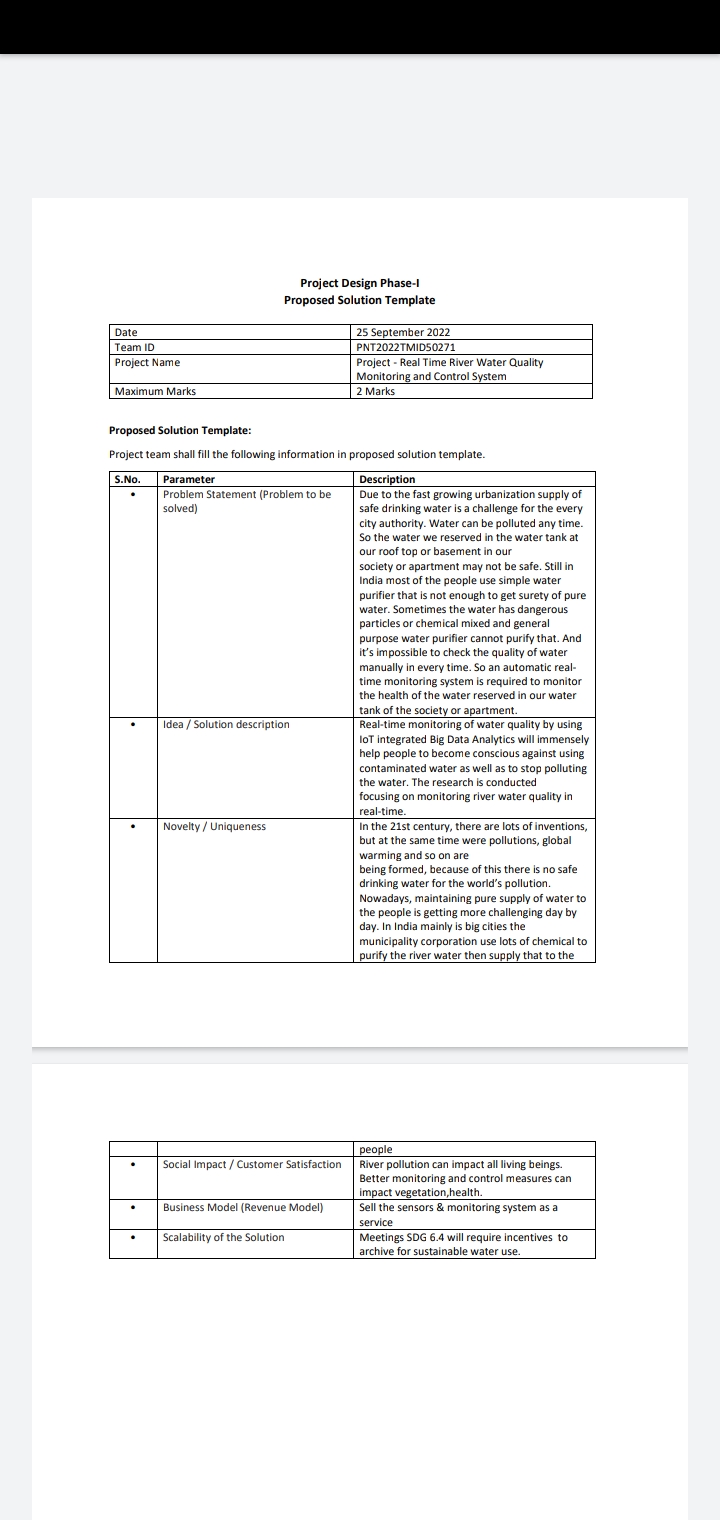 Project Design Phase-I
Proposed Solution Template
Date 25 September 2022
Team ID PNT2022TMID50271
Project Name Project - Real Time River Water Quality
Monitoring and Control System
Maximum Marks 2 Marks
Proposed Solution Template:
Project team shall fill the following information in proposed solution template.
S.No. Parameter Description
• Problem Statement (Problem to be
solved)
Due to the fast growing urbanization supply of
safe drinking water is a challenge for the every
city authority. Water can be polluted any time.
So the water we reserved in the water tank at
our roof top or basement in our
society or apartment may not be safe. Still in
India most of the people use simple water
purifier that is not enough to get surety of pure
water. Sometimes the water has dangerous
particles or chemical mixed and general
purpose water purifier cannot purify that. And
it’s impossible to check the quality of water
manually in every time. So an automatic real-
time monitoring system is required to monitor
the health of the water reserved in our water
tank of the society or apartment.
• Idea / Solution description
Real-time monitoring of water quality by using
IoT integrated Big Data Analytics will immensely
help people to become conscious against using
contaminated water as well as to stop polluting
the water. The research is conducted
focusing on monitoring river water quality in
real-time.
• Novelty / Uniqueness
In the 21st century, there are lots of inventions,
but at the same time were pollutions, global
warming and so on are
being formed, because of this there is no safe
drinking water for the world’s pollution.
Nowadays, maintaining pure supply of water to
the people is getting more challenging day by
day. In India mainly is big cities the
municipality corporation use lots of chemical to
purify the river water then supply that to the
people
• Social Impact / Customer Satisfaction
River pollution can impact all living beings.
Better monitoring and control measures can
impact vegetation,health.
• Business Model (Revenue Model)
Sell the sensors & monitoring system as a
service
• Scalability of the Solution
Meetings SDG 6.4 will require incentives to
archive for sustainable water use.